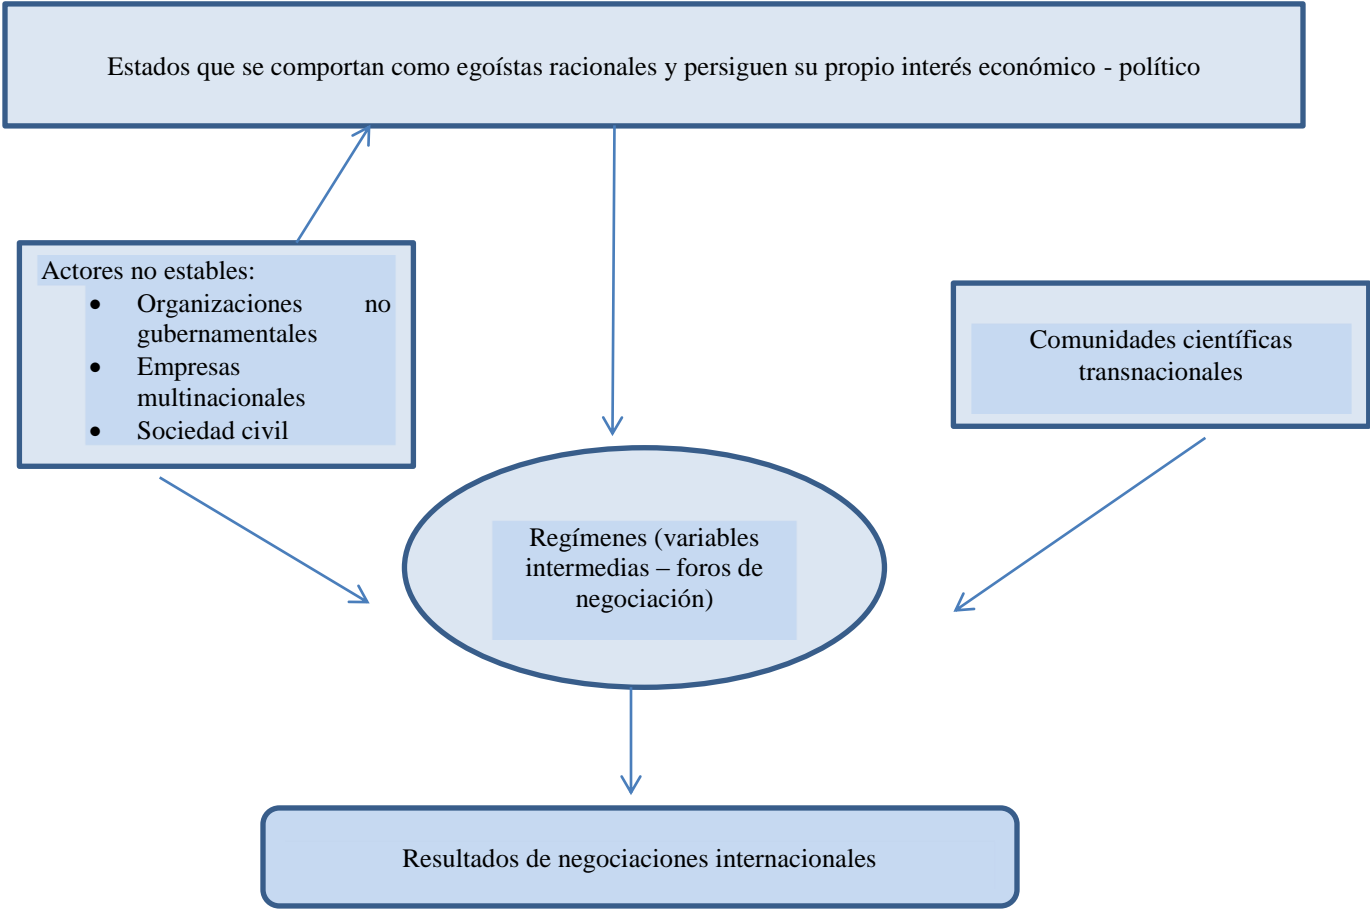 Estados que se comportan como egoístas racionales y persiguen su propio interés económico - político
Actores no estables:
• Organizaciones no
gubernamentales
• Empresas
multinacionales
• Sociedad civil
Comunidades científicas
transnacionales
Regímenes (variables
intermedias – foros de
negociación)
Resultados de negociaciones internacionales